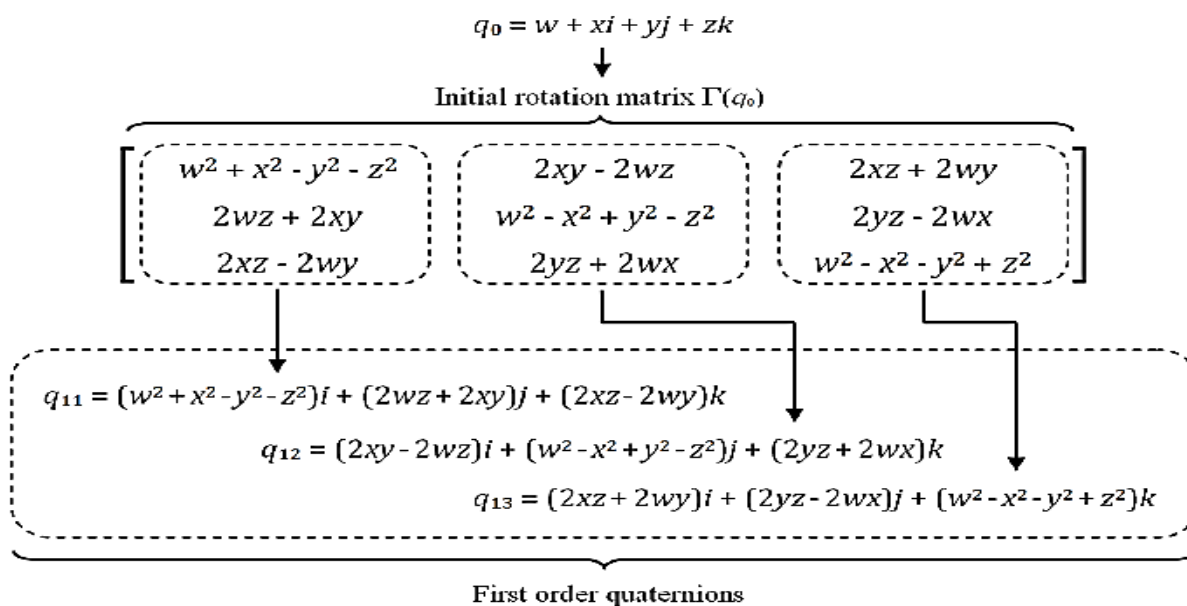 q₀ = w + xi + yj + zk
Initial rotation matrix Γ(q₀)
w² + x² - y² - z² 2xy - 2wz 2xz + 2wy
2wz + 2xy w² - x² + y² - z² 2yz - 2wx
2xz - 2wy 2yz + 2wx w² - x² - y² + z²
q₁₁ = (w² + x² - y² - z²)i + (2wz + 2xy)j + (2xz - 2wy)k
q₁₂ = (2xy - 2wz)i + (w² - x² + y² - z²)j + (2yz + 2wx)k
q₁₃ = (2xz + 2wy)i + (2yz - 2wx)j + (w² - x² - y² + z²)k
First order quaternions